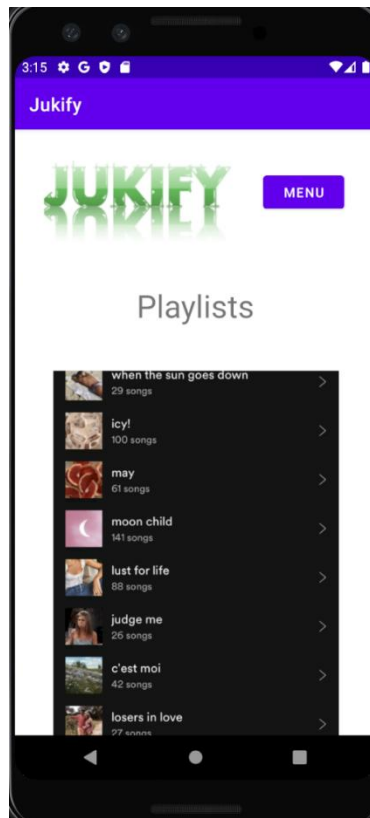 3:15
Jukify
JUKIFY
MENU
Playlists
when the sun goes down
29 songs
icy!
100 songs
may
61 songs
moon child
141 songs
lust for life
88 songs
judge me
26 songs
c'est moi
42 songs
losers in love
27 songs